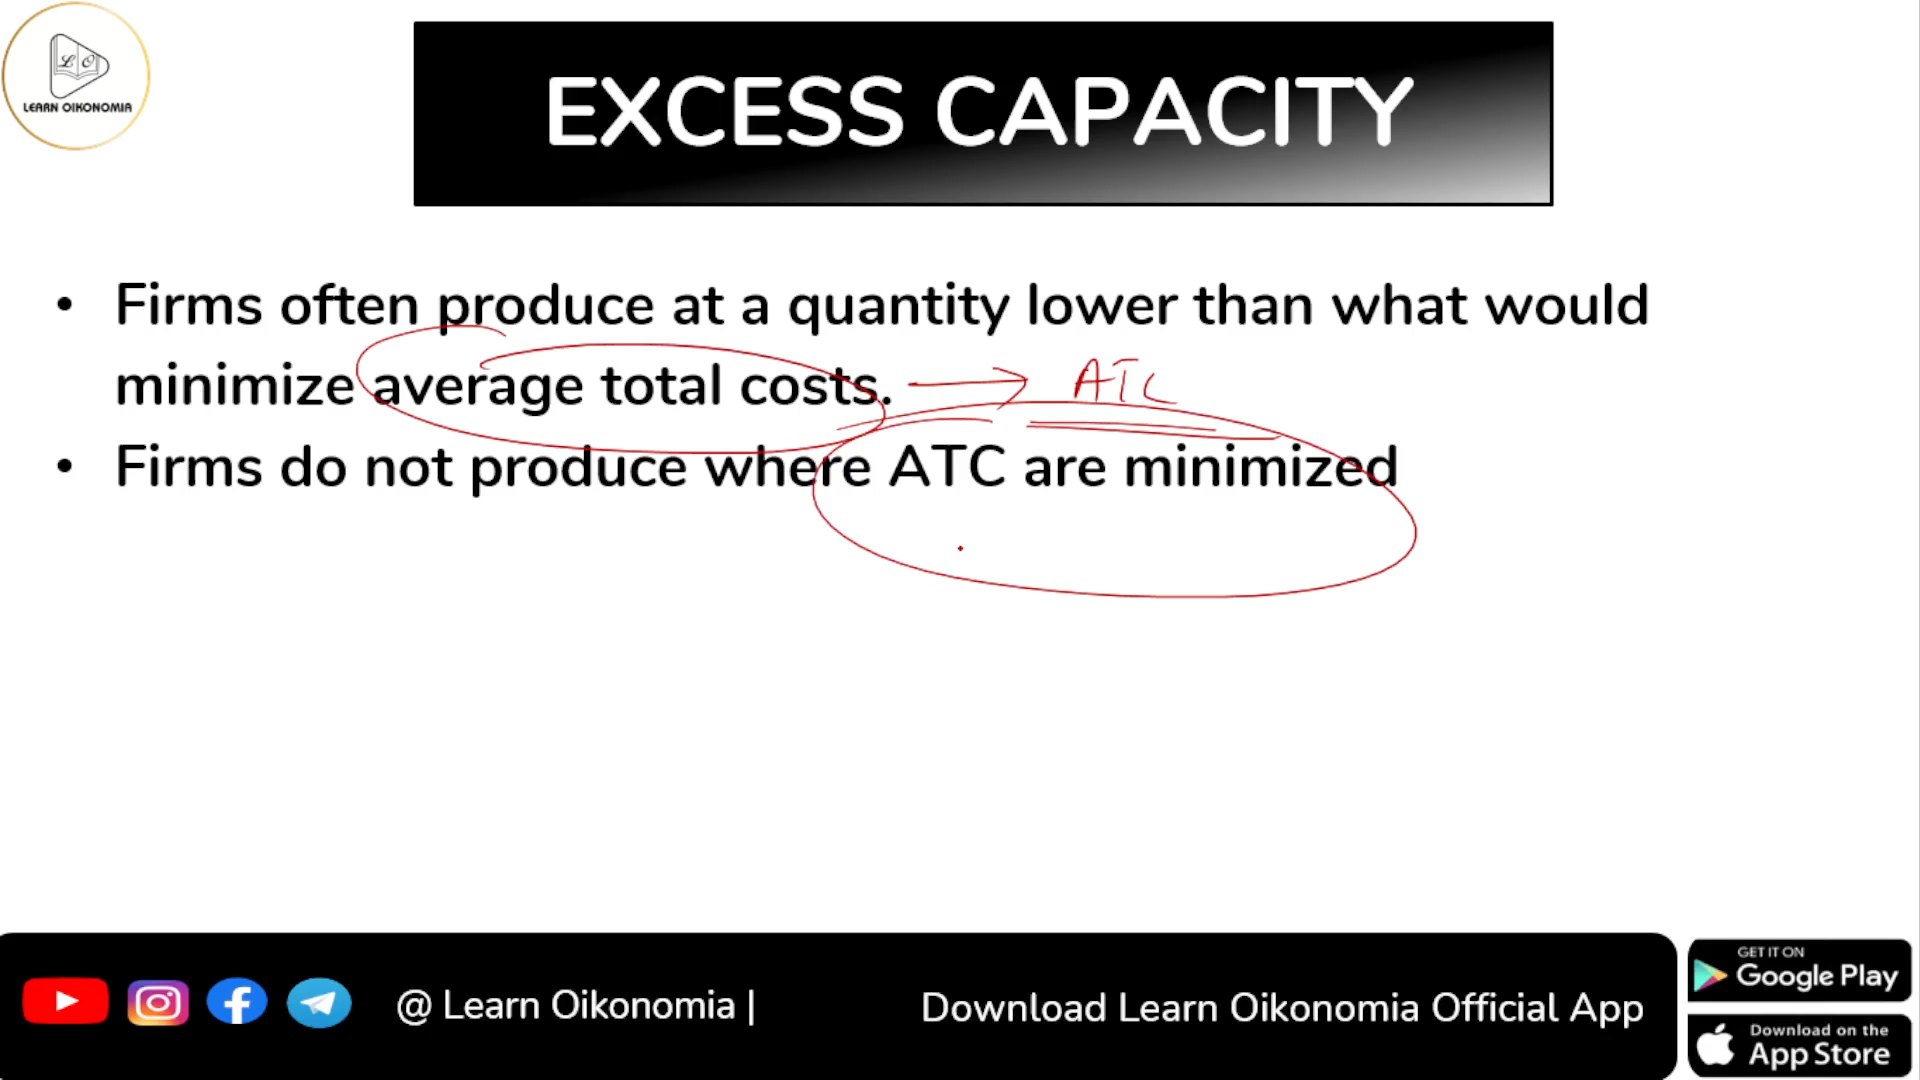 L O
LEARN OIKONOMIA
EXCESS CAPACITY
• Firms often produce at a quantity lower than what would
minimize average total costs. → ATC
• Firms do not produce where ATC are minimized
@ Learn Oikonomia |
Download Learn Oikonomia Official App
GET IT ON
Google Play
Download on the
App Store